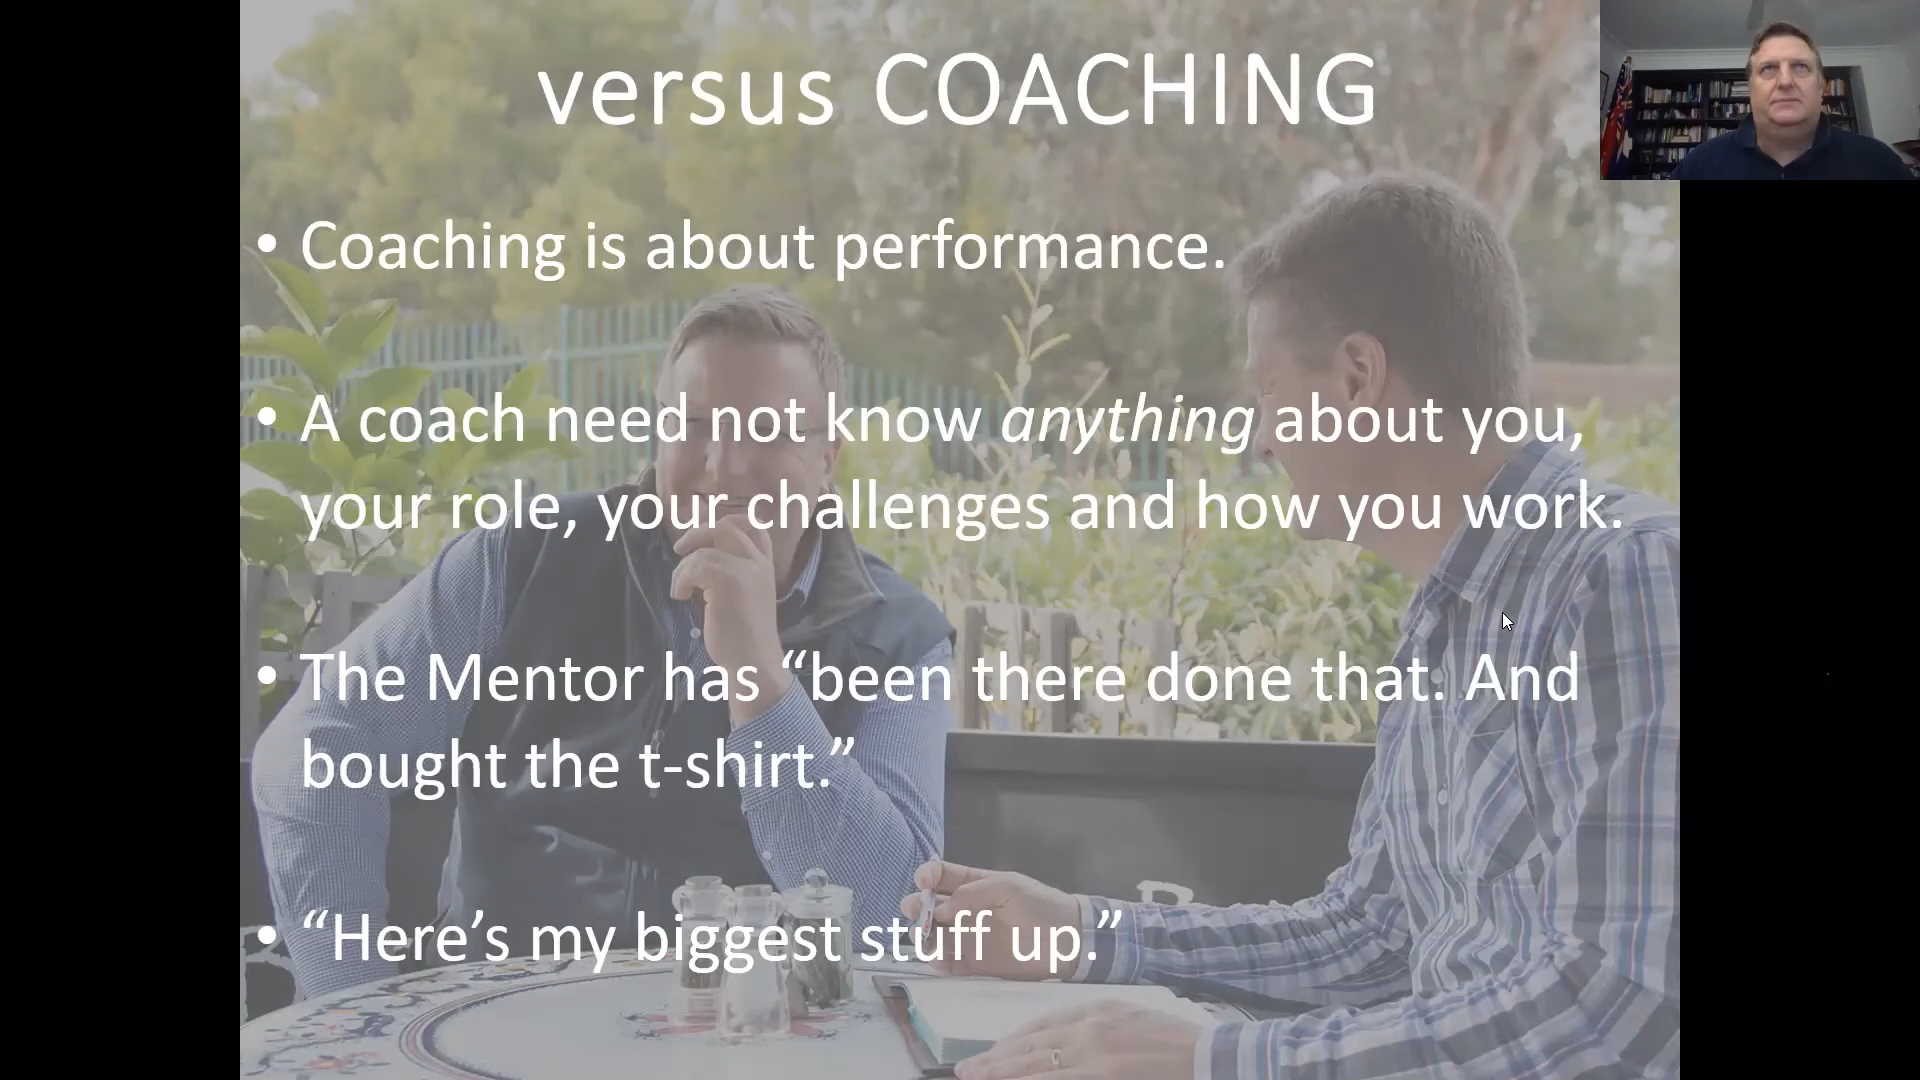 versus COACHING
• Coaching is about performance.
• A coach need not know anything about you,
your role, your challenges and how you work.
• The Mentor has “been there done that. And
bought the t-shirt.”
• “Here’s my biggest stuff up.”